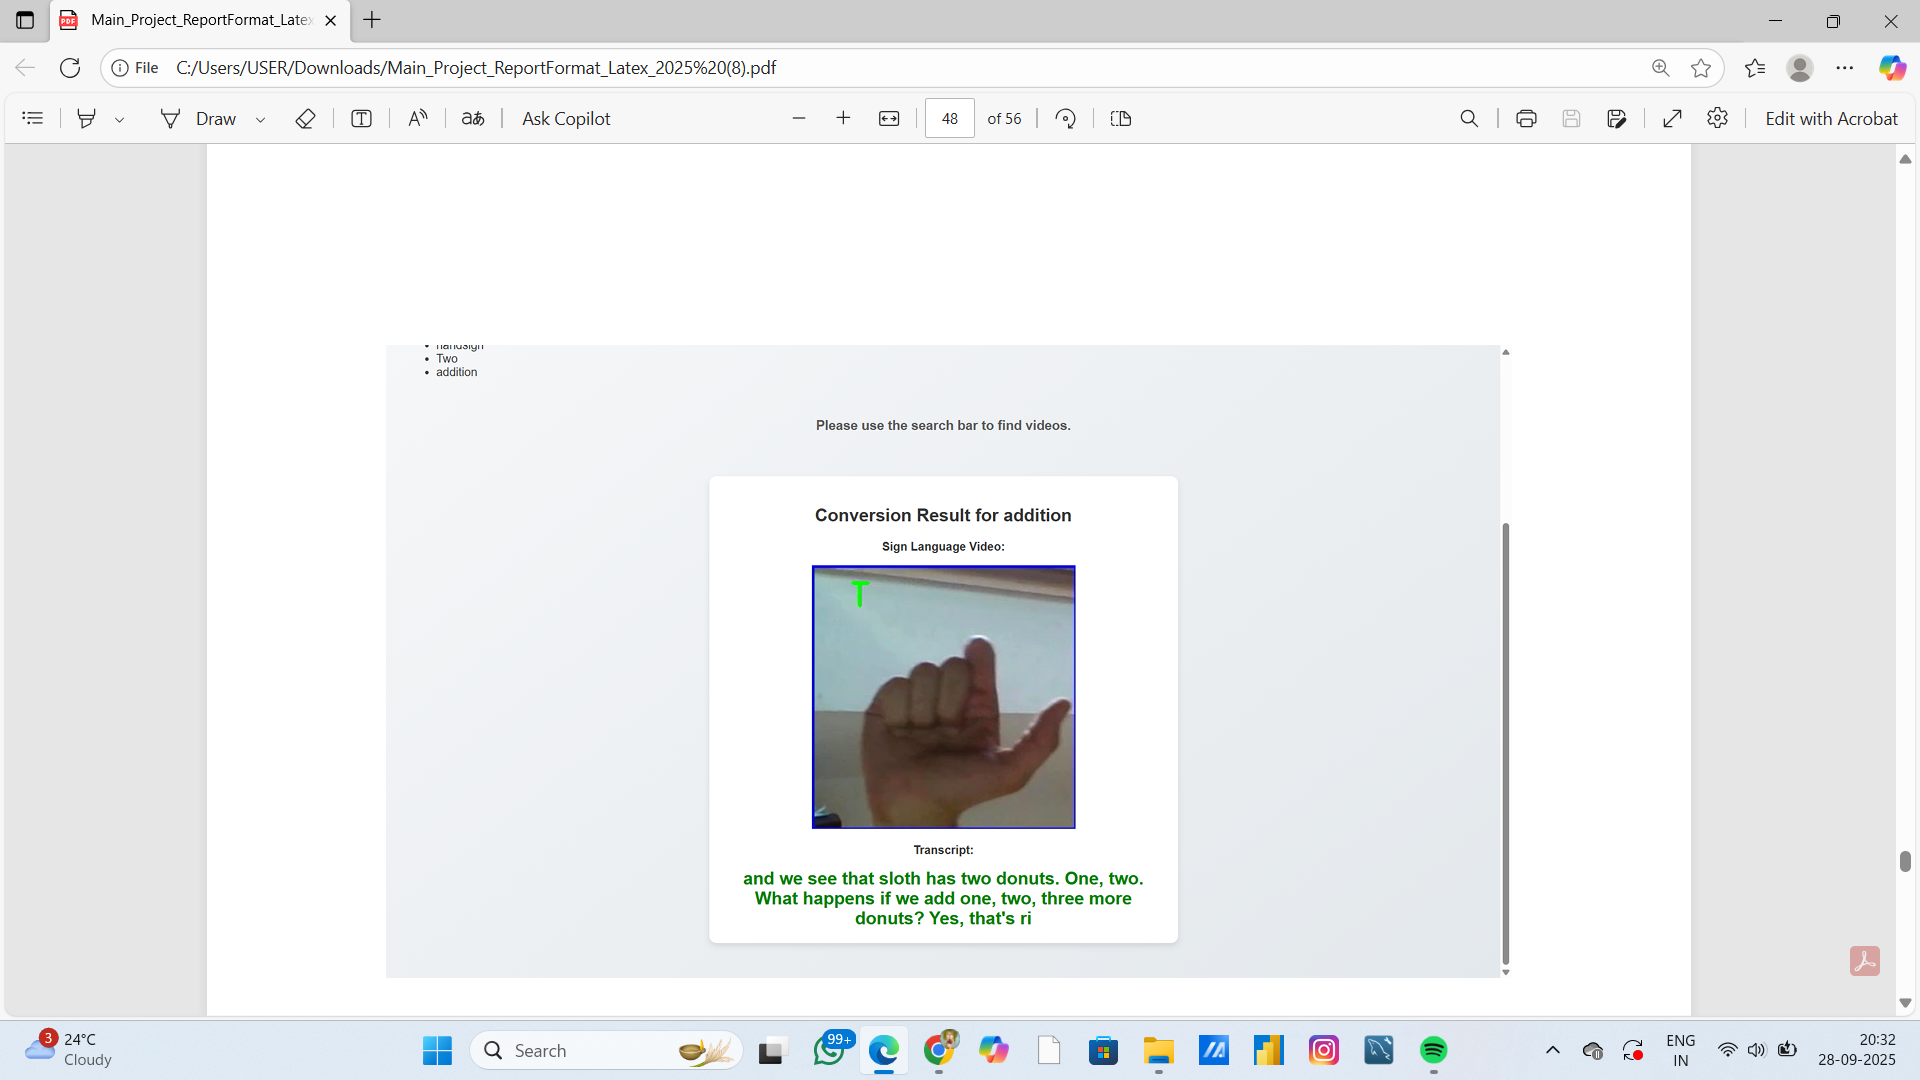 Main_Project_ReportFormat_Late
File
C:/Users/USER/Downloads/Main_Project_ReportFormat_Latex_2025%20(8).pdf
Draw
Ask Copilot
48
of 56
Edit with Acrobat
handsign
Two
addition
Please use the search bar to find videos.
Conversion Result for addition
Sign Language Video:
T
Transcript:
and we see that sloth has two donuts. One, two.
What happens if we add one, two, three more
donuts? Yes, that's ri
3
24°C
Cloudy
Search
99+
ENG
IN
20:32
28-09-2025